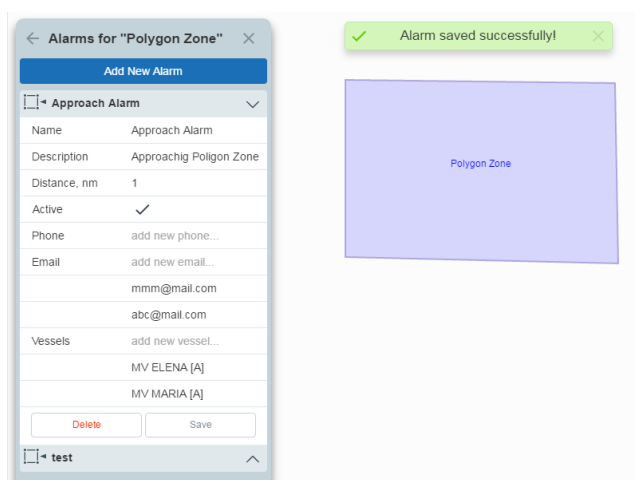 Alarms for "Polygon Zone"
Add New Alarm
Approach Alarm
Name Approach Alarm
Description Approachig Poligon Zone
Distance, nm 1
Active
Phone add new phone...
Email add new email...
mmm@mail.com
abc@mail.com
Vessels add new vessel...
MV ELENA [A]
MV MARIA [A]
Delete Save
test
Alarm saved successfully!
Polygon Zone